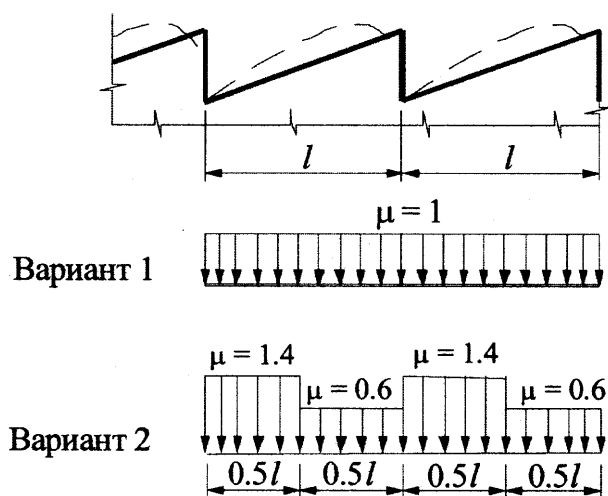 l l
μ = 1
Вариант 1
μ = 1.4 μ = 1.4
μ = 0.6 μ = 0.6
Вариант 2
0.5l 0.5l 0.5l 0.5l